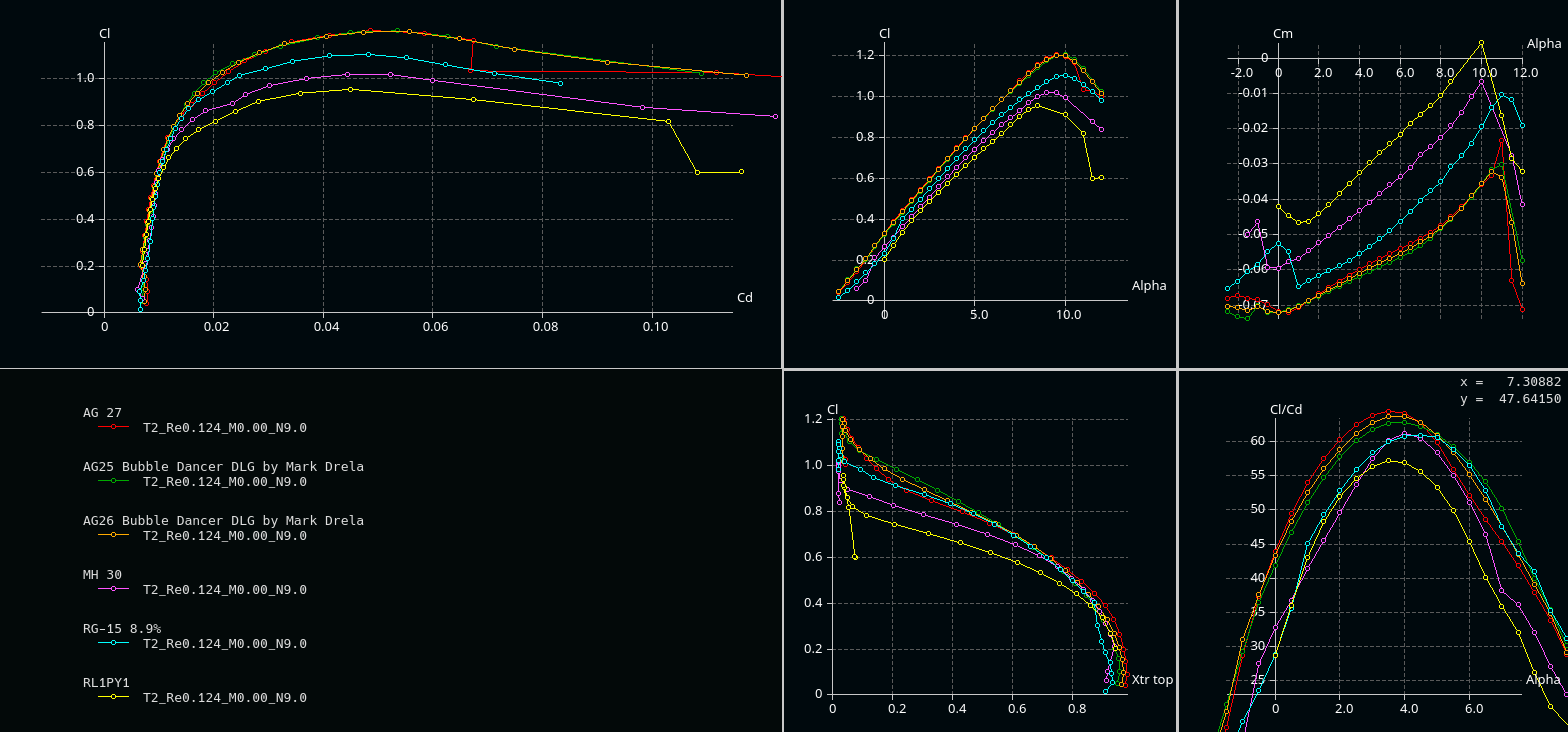 Cl
1.0
0.8
0.6
0.4
0.2
0
0.02
0.04
0.06
0.08
0.10
Cd
Cl
1.2
1.0
0.8
0.6
0.4
0.2
0
0
5.0
10.0
Alpha
Cm
Alpha
0
-2.0
0
2.0
4.0
6.0
8.0
10.0
12.0
-0.01
-0.02
-0.03
-0.04
-0.05
-0.06
-0.07
AG 27
T2_Re0.124_M0.00_N9.0
AG25 Bubble Dancer DLG by Mark Drela
T2_Re0.124_M0.00_N9.0
AG26 Bubble Dancer DLG by Mark Drela
T2_Re0.124_M0.00_N9.0
MH 30
T2_Re0.124_M0.00_N9.0
RG-15 8.9%
T2_Re0.124_M0.00_N9.0
RL1PY1
T2_Re0.124_M0.00_N9.0
Cl
1.2
1.0
0.8
0.6
0.4
0.2
0
0
0.2
0.4
0.6
0.8
Xtr top
x = 7.30882
y = 47.64150
Cl/Cd
60
55
50
45
40
35
30
25
0
2.0
4.0
6.0
Alpha